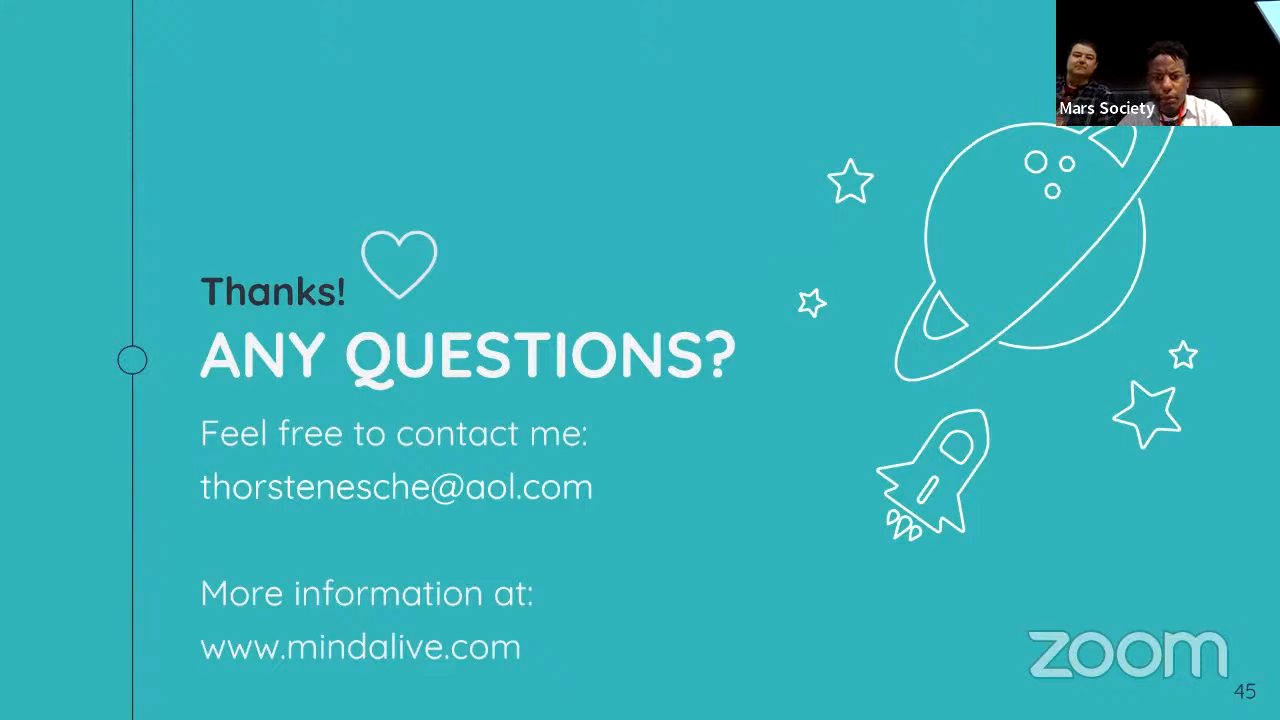 Mars Society
Thanks!
ANY QUESTIONS?
Feel free to contact me:
thorstenesche@aol.com
More information at:
www.mindalive.com
zoom
45